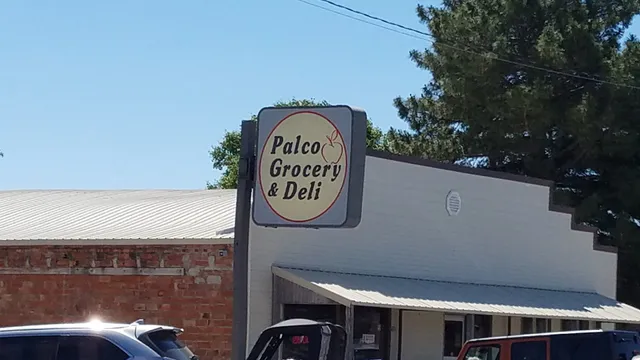 Palco
Grocery
& Deli